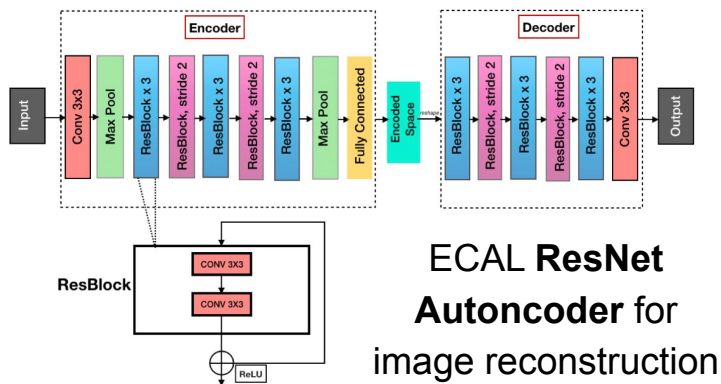 Encoder
Decoder
Input
Conv 3x3
Max Pool
ResBlock x 3
ResBlock, stride 2
ResBlock x 3
ResBlock, stride 2
ResBlock x 3
Max Pool
Fully Connected
Encoded
Space
reshape
ResBlock x 3
ResBlock, stride 2
ResBlock x 3
ResBlock, stride 2
ResBlock x 3
Conv 3x3
Output
ResBlock
CONV 3X3
CONV 3X3
ReLU
ECAL ResNet
Autoncoder for
image reconstruction